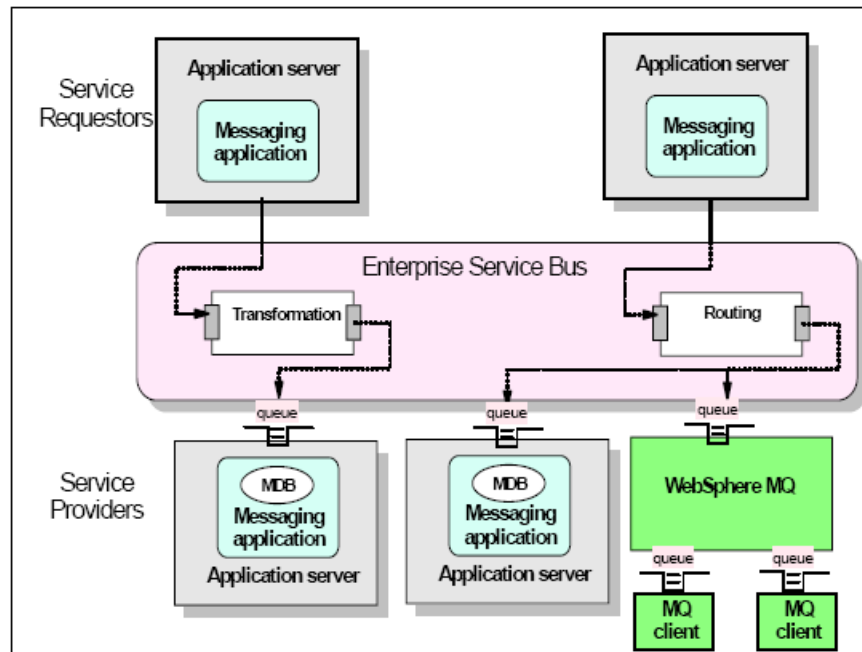 Application server
Messaging
application
Service
Requestors
Application server
Messaging
application
Enterprise Service Bus
Transformation
Routing
queue
queue
queue
Service
Providers
MDB
Messaging
application
Application server
MDB
Messaging
application
Application server
WebSphere MQ
queue
queue
MQ
client
MQ
client